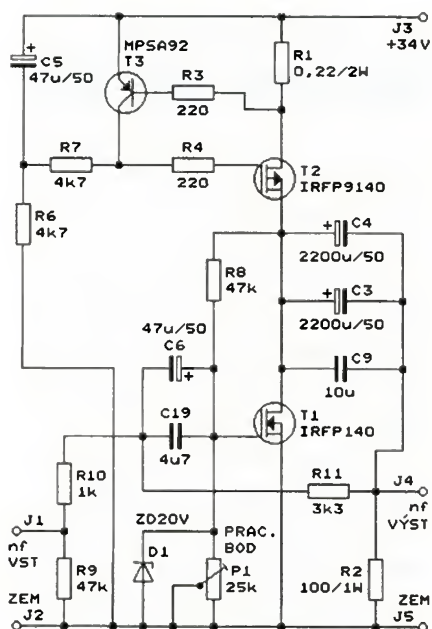 J3
+34V
C5
47u/50
MPSA92
T3
R3
220
R1
0,22/2W
R7
4k7
R4
220
T2
IRFP9140
R6
4k7
R8
47k
C4
2200u/50
C3
2200u/50
47u/50
C6
C9
10u
C19
4u7
T1
IRFP140
R10
1k
R11
3k3
J1
nf
VST
J4
nf
VÝST
R9
47k
ZD20V
D1
PRAC.
BOD
P1
25k
R2
100/1W
ZEM
J2
ZEM
J5